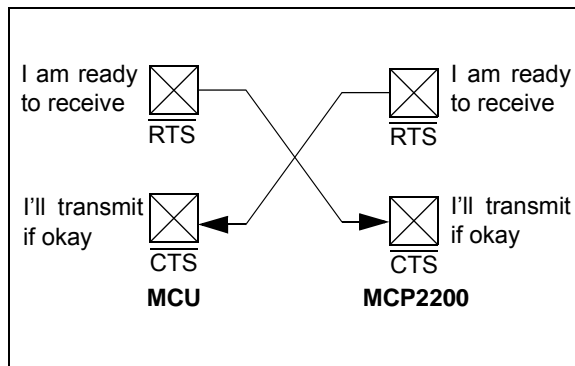 I am ready
to receive
RTS
I am ready
to receive
RTS
I'll transmit
if okay
CTS
I'll transmit
if okay
CTS
MCU
MCP2200